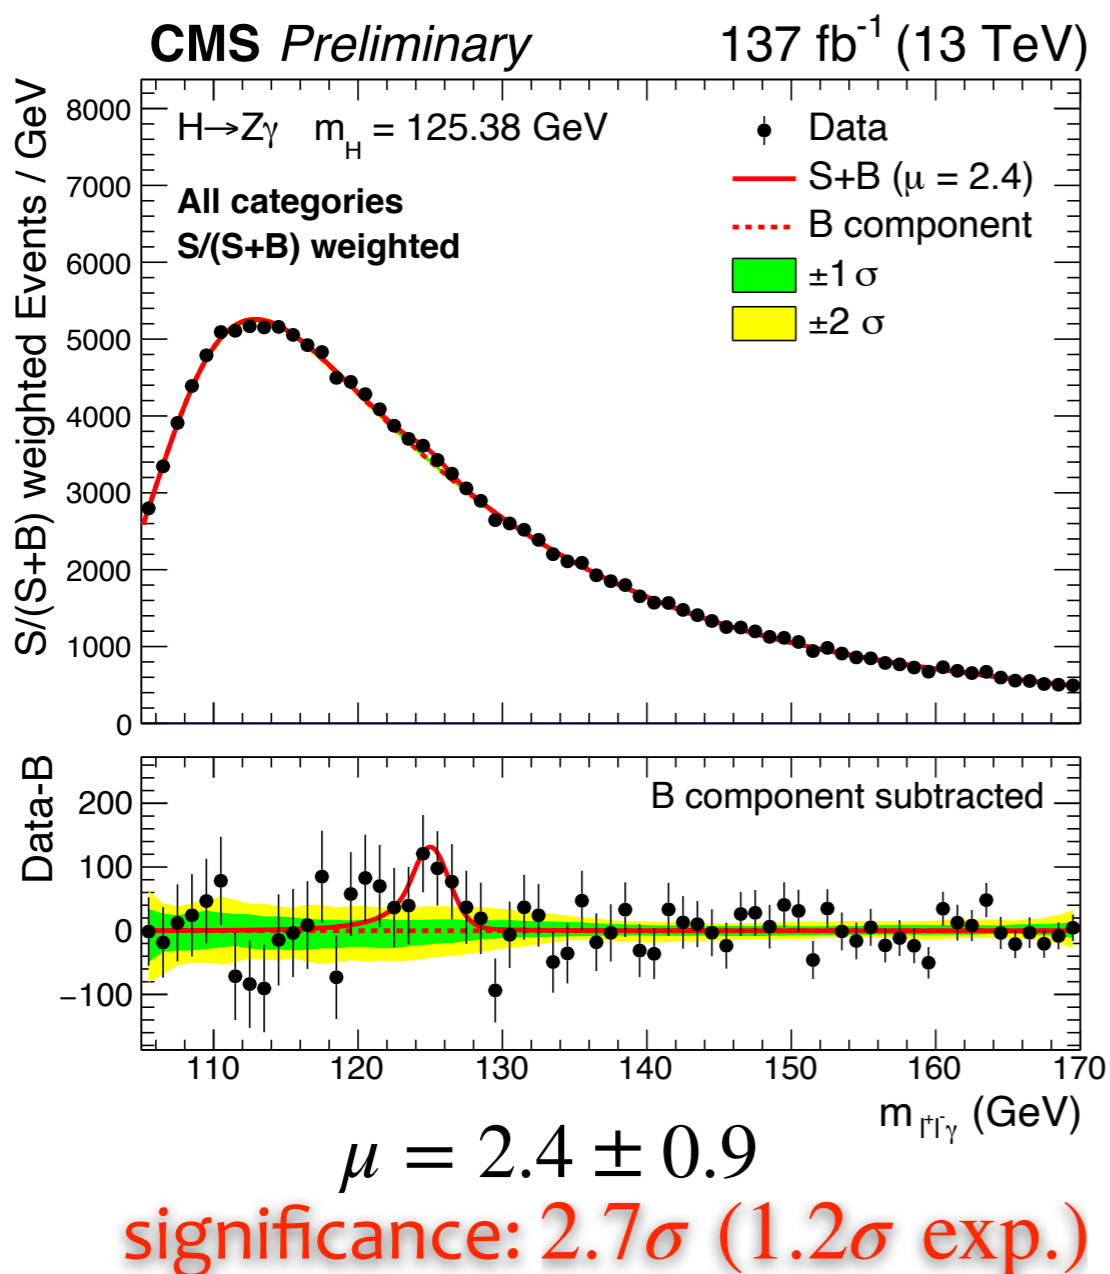 CMS Preliminary 137 fb⁻¹ (13 TeV)
S/(S+B) weighted Events / GeV
8000
7000
6000
5000
4000
3000
2000
1000
0
H→Zγ m_H = 125.38 GeV
All categories
S/(S+B) weighted
Data
S+B (μ = 2.4)
B component
±1 σ
±2 σ
Data-B
200
100
0
−100
B component subtracted
110 120 130 140 150 160 170
m_l⁺l⁻γ (GeV)
μ = 2.4 ± 0.9
significance: 2.7σ (1.2σ exp.)